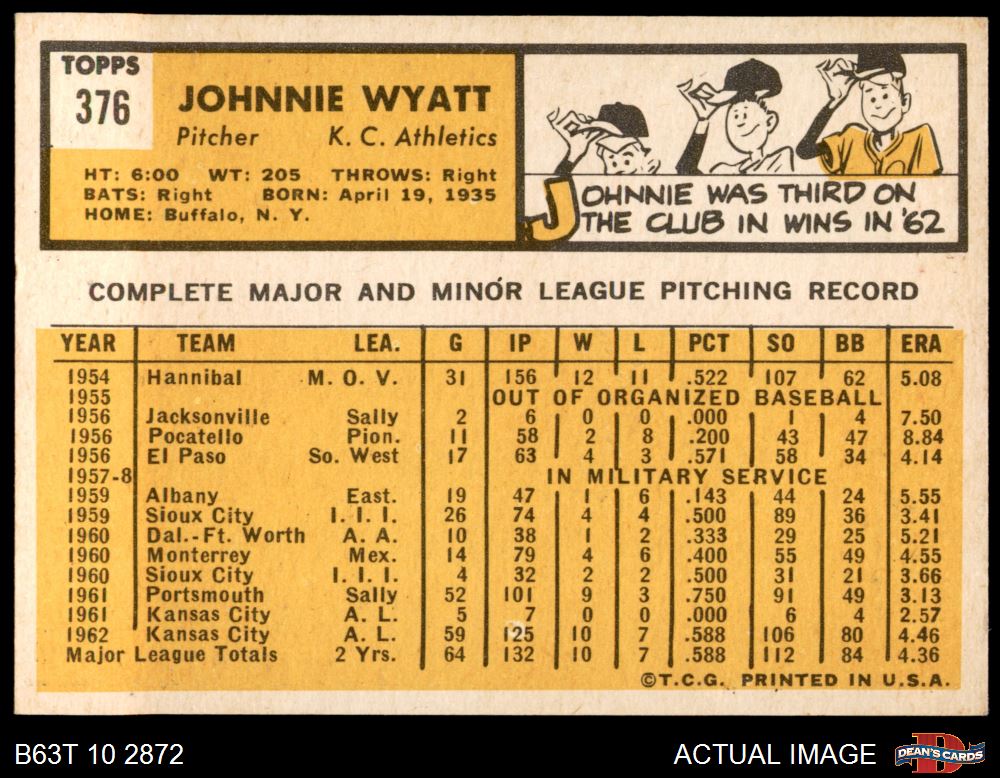 TOPPS
376
JOHNNIE WYATT
Pitcher K. C. Athletics
HT: 6:00 WT: 205 THROWS: Right
BATS: Right BORN: April 19, 1935
HOME: Buffalo, N. Y.
JOHNNIE WAS THIRD ON
THE CLUB IN WINS IN '62
COMPLETE MAJOR AND MINOR LEAGUE PITCHING RECORD
YEAR TEAM LEA. G IP W L PCT SO BB ERA
1954 Hannibal M. O. V. 31 156 12 11 .522 107 62 5.08
1955 OUT OF ORGANIZED BASEBALL
1956 Jacksonville Sally 2 6 0 0 .000 1 4 7.50
1956 Pocatello Pion. 11 58 2 8 .200 43 47 8.84
1956 El Paso So. West 17 63 4 3 .571 58 34 4.14
1957-8 IN MILITARY SERVICE
1959 Albany East. 19 47 1 6 .143 44 24 5.55
1959 Sioux City I. I. I. 26 74 4 4 .500 89 36 3.41
1960 Dal.-Ft. Worth A. A. 10 38 1 2 .333 29 25 5.21
1960 Monterrey Mex. 14 79 4 6 .400 55 49 4.55
1960 Sioux City I. I. I. 4 32 2 2 .500 31 21 3.66
1961 Portsmouth Sally 52 101 9 3 .750 91 49 3.13
1961 Kansas City A. L. 5 7 0 0 .000 6 4 2.57
1962 Kansas City A. L. 59 125 10 7 .588 106 80 4.46
Major League Totals 2 Yrs. 64 132 10 7 .588 112 84 4.36
©T.C.G. PRINTED IN U.S.A.
B63T 10 2872 ACTUAL IMAGE DEAN'S CARDS